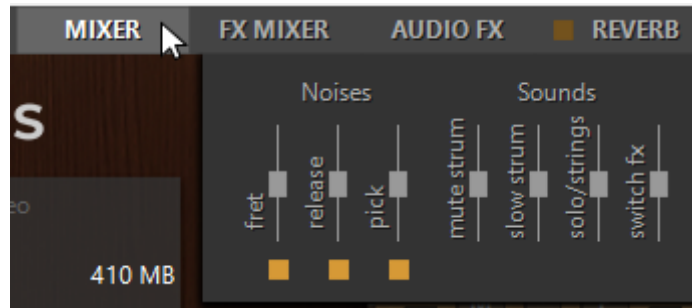 MIXER FX MIXER AUDIO FX REVERB
Noises Sounds
s
fret release pick mute strum slow strum solo/strings switch fx
eo
410 MB